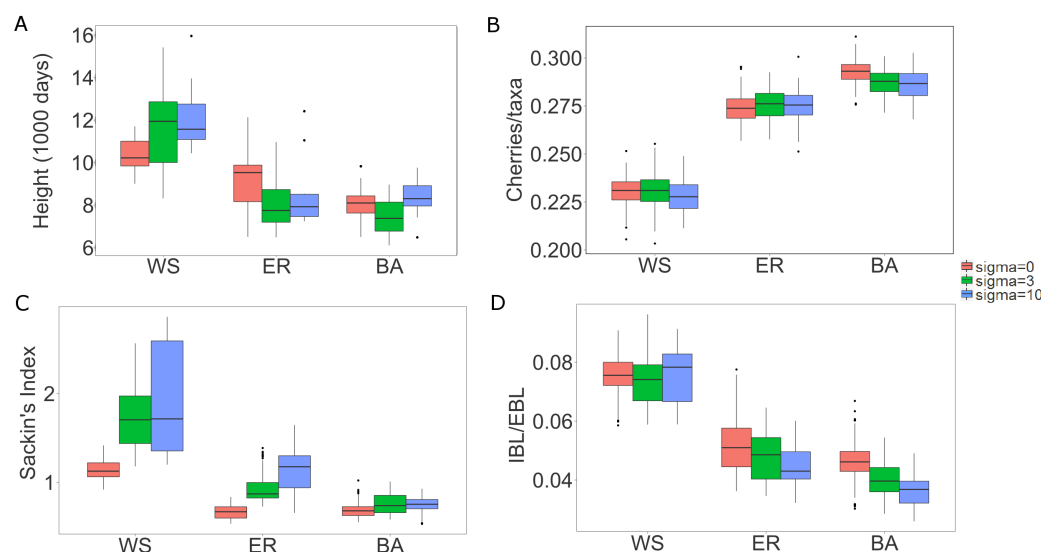 A
Height (1000 days)
16
14
12
10
8
6
WS ER BA
B
Cherries/taxa
0.300
0.275
0.250
0.225
0.200
WS ER BA
sigma=0
sigma=3
sigma=10
C
Sackin's Index
2
1
WS ER BA
D
IBL/EBL
0.08
0.06
0.04
WS ER BA